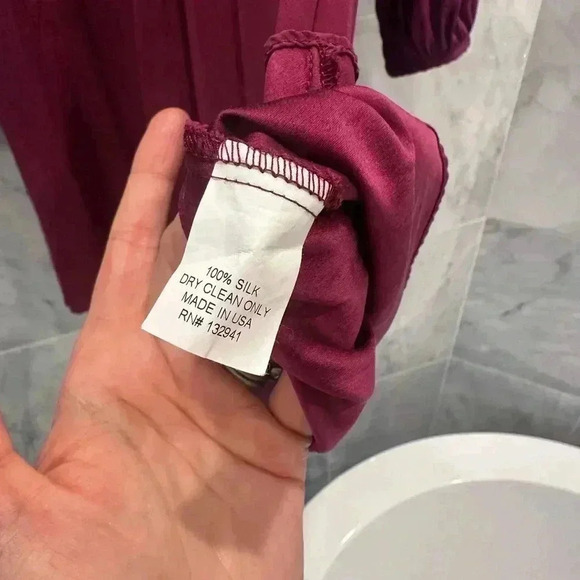 100% SILK
DRY CLEAN ONLY
MADE IN USA
RN# 132941